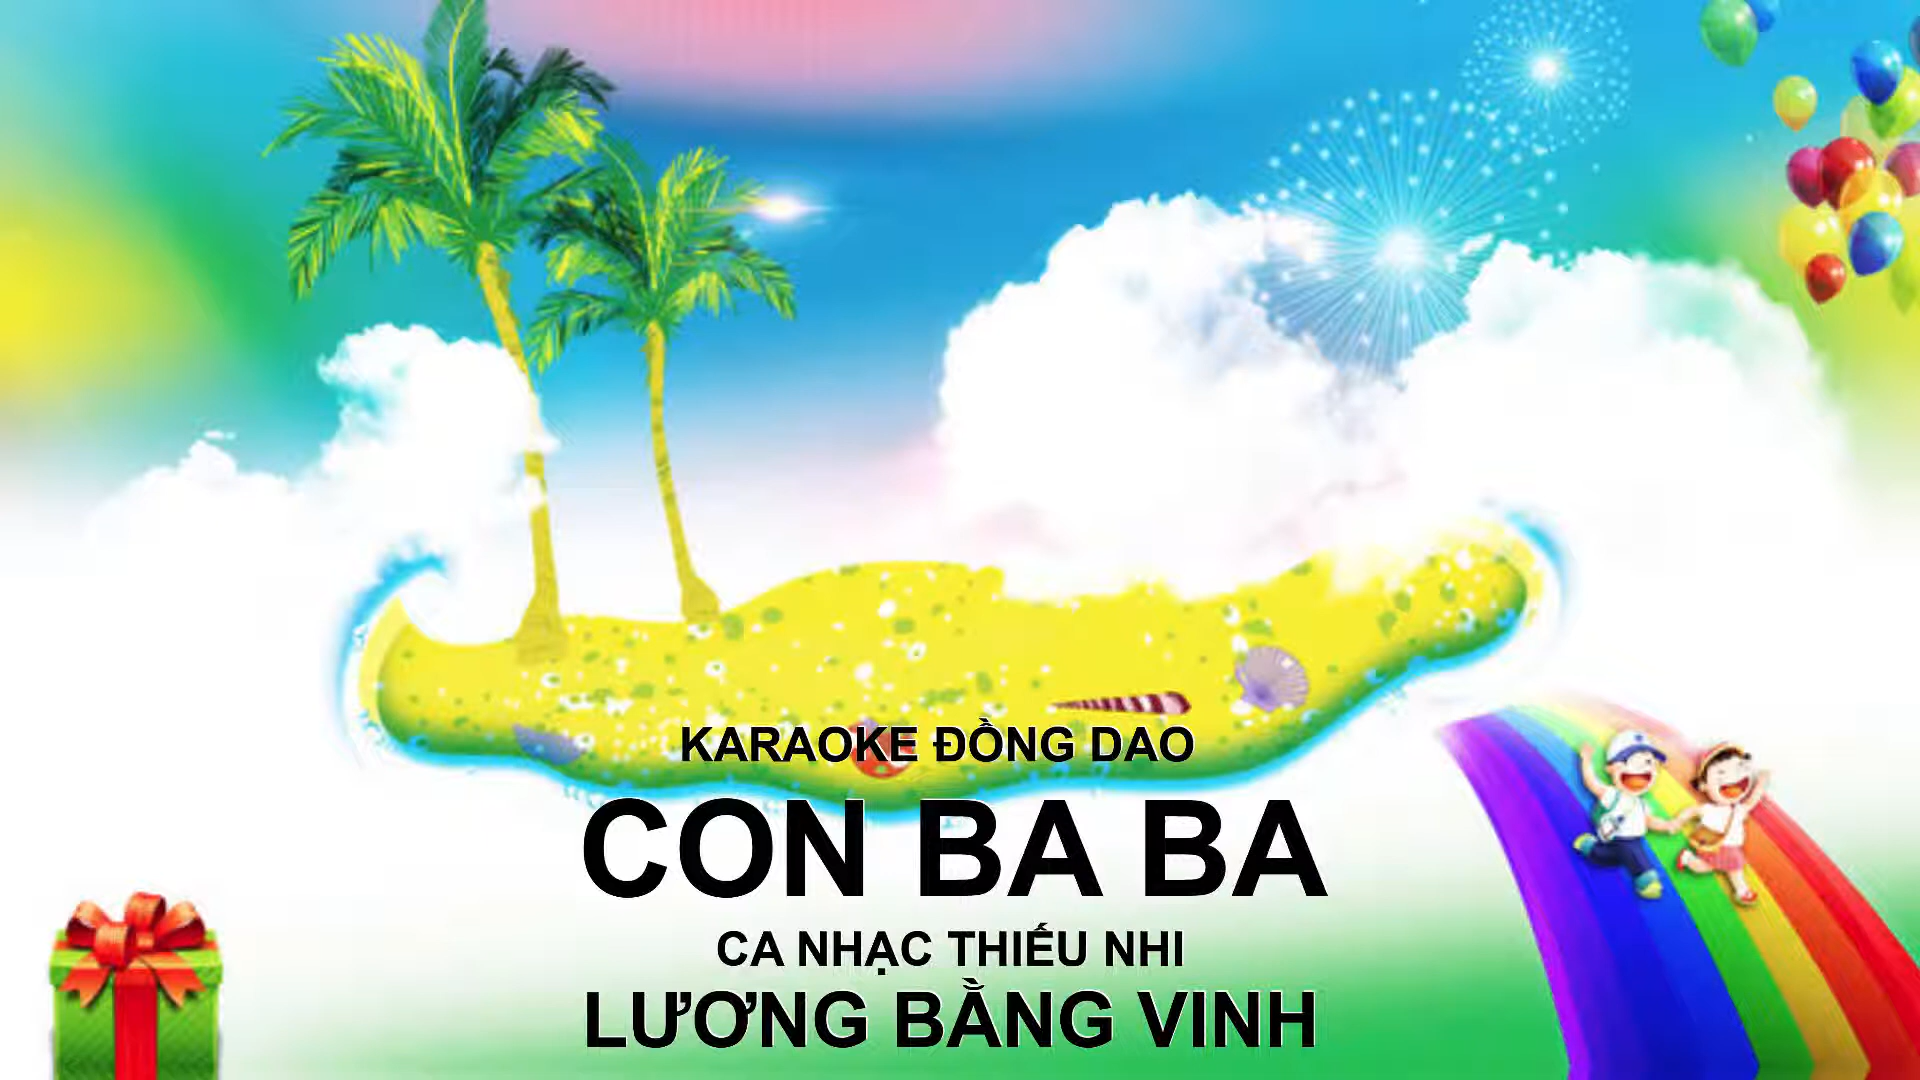 KARAOKE ĐỒNG DAO
CON BA BA
CA NHẠC THIẾU NHI
LƯƠNG BẰNG VINH